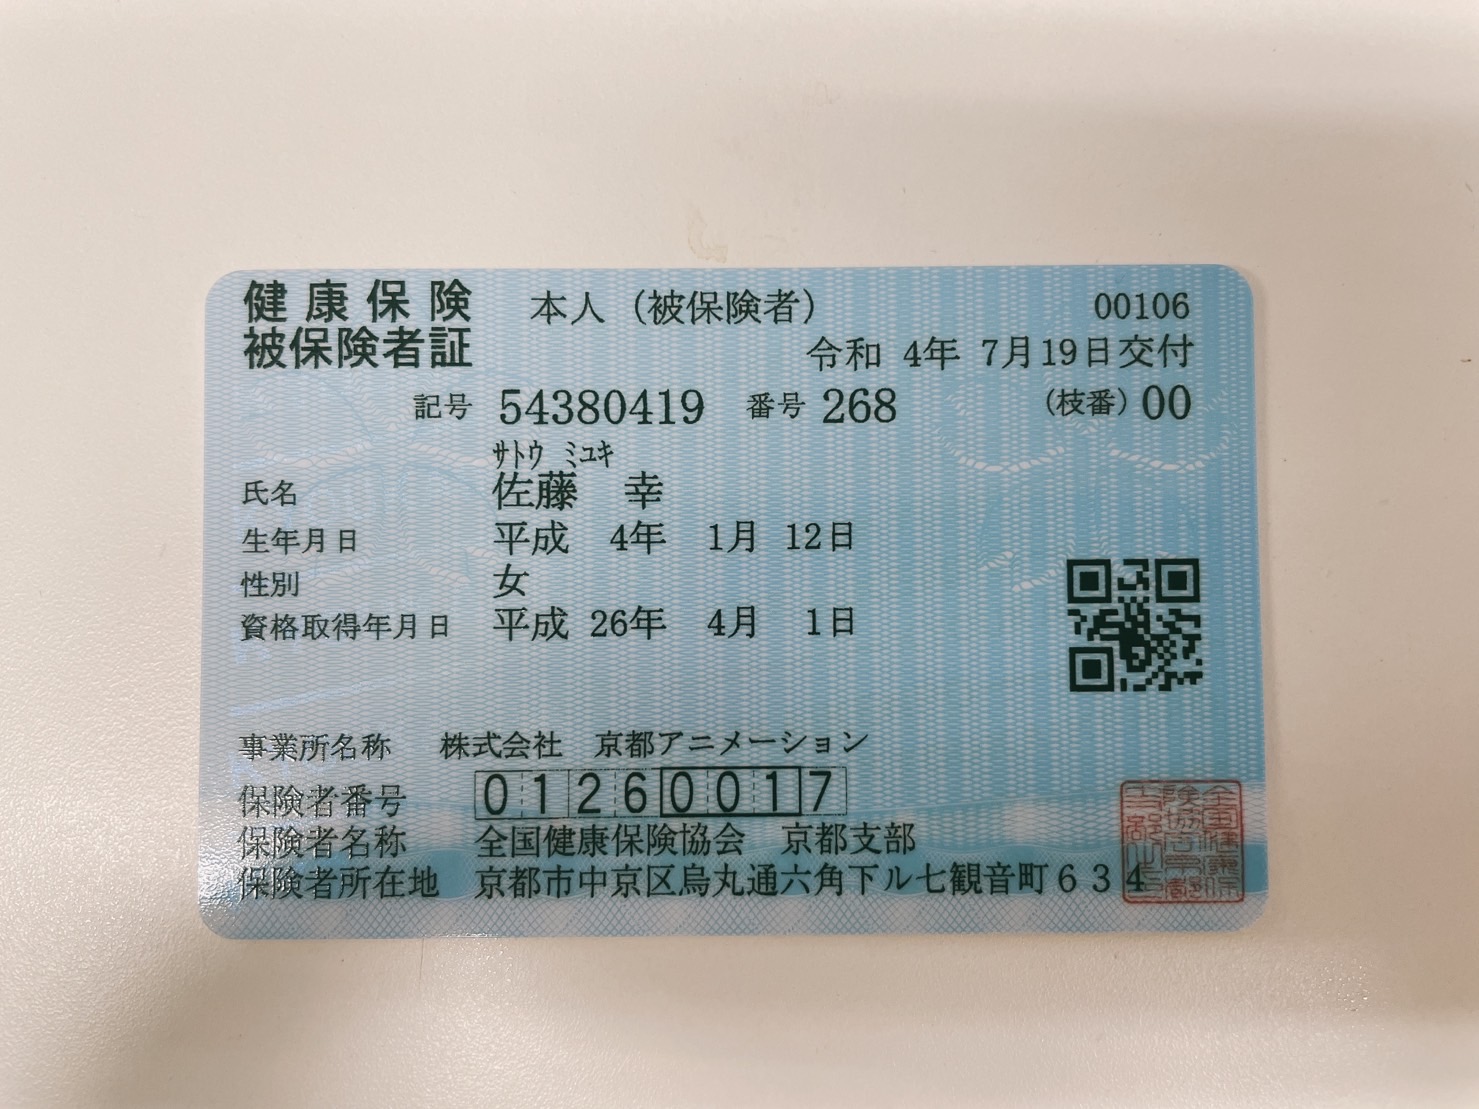 健康保険 本人（被保険者） 00106
被保険者証 令和 4年 7月19日交付
記号 54380419 番号 268 （枝番）00
ｻﾄｳ ﾐﾕｷ
氏名 佐藤 幸
生年月日 平成 4年 1月 12日
性別 女
資格取得年月日 平成 26年 4月 1日
事業所名称 株式会社 京都アニメーション
保険者番号 01260017
保険者名称 全国健康保険協会 京都支部
保険者所在地 京都市中京区烏丸通六角下ル七観音町６３４